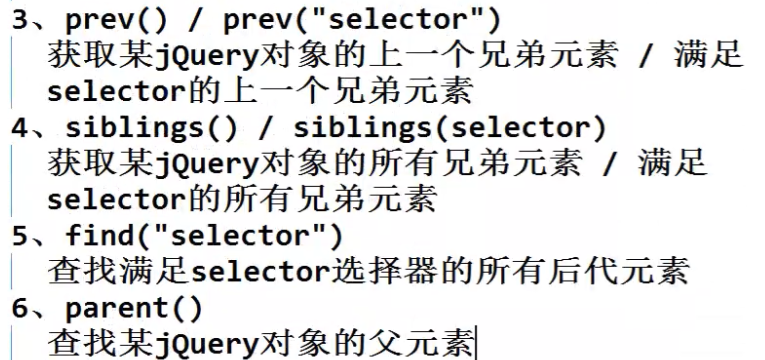 3、prev() / prev("selector")
获取某jQuery对象的上一个兄弟元素 / 满足
selector的上一个兄弟元素
4、siblings() / siblings(selector)
获取某jQuery对象的所有兄弟元素 / 满足
selector的所有兄弟元素
5、find("selector")
查找满足selector选择器的所有后代元素
6、parent()
查找某jQuery对象的父元素